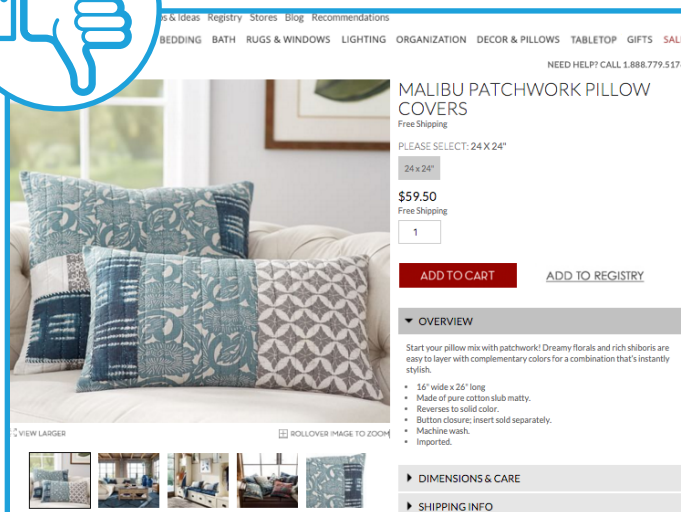 & Ideas Registry Stores Blog Recommendations
BEDDING BATH RUGS & WINDOWS LIGHTING ORGANIZATION DECOR & PILLOWS TABLETOP GIFTS SAL
NEED HELP? CALL 1.888.779.517
MALIBU PATCHWORK PILLOW
COVERS
Free Shipping
PLEASE SELECT: 24 X 24"
24 x 24"
$59.50
Free Shipping
1
ADD TO CART ADD TO REGISTRY
OVERVIEW
Start your pillow mix with patchwork! Dreamy florals and rich shiboris are
easy to layer with complementary colors for a combination that's instantly
stylish.
16" wide x 26" long
Made of pure cotton slub matty.
Reverses to solid color.
Button closure; insert sold separately.
Machine wash.
Imported.
VIEW LARGER ROLLOVER IMAGE TO ZOOM
DIMENSIONS & CARE
SHIPPING INFO